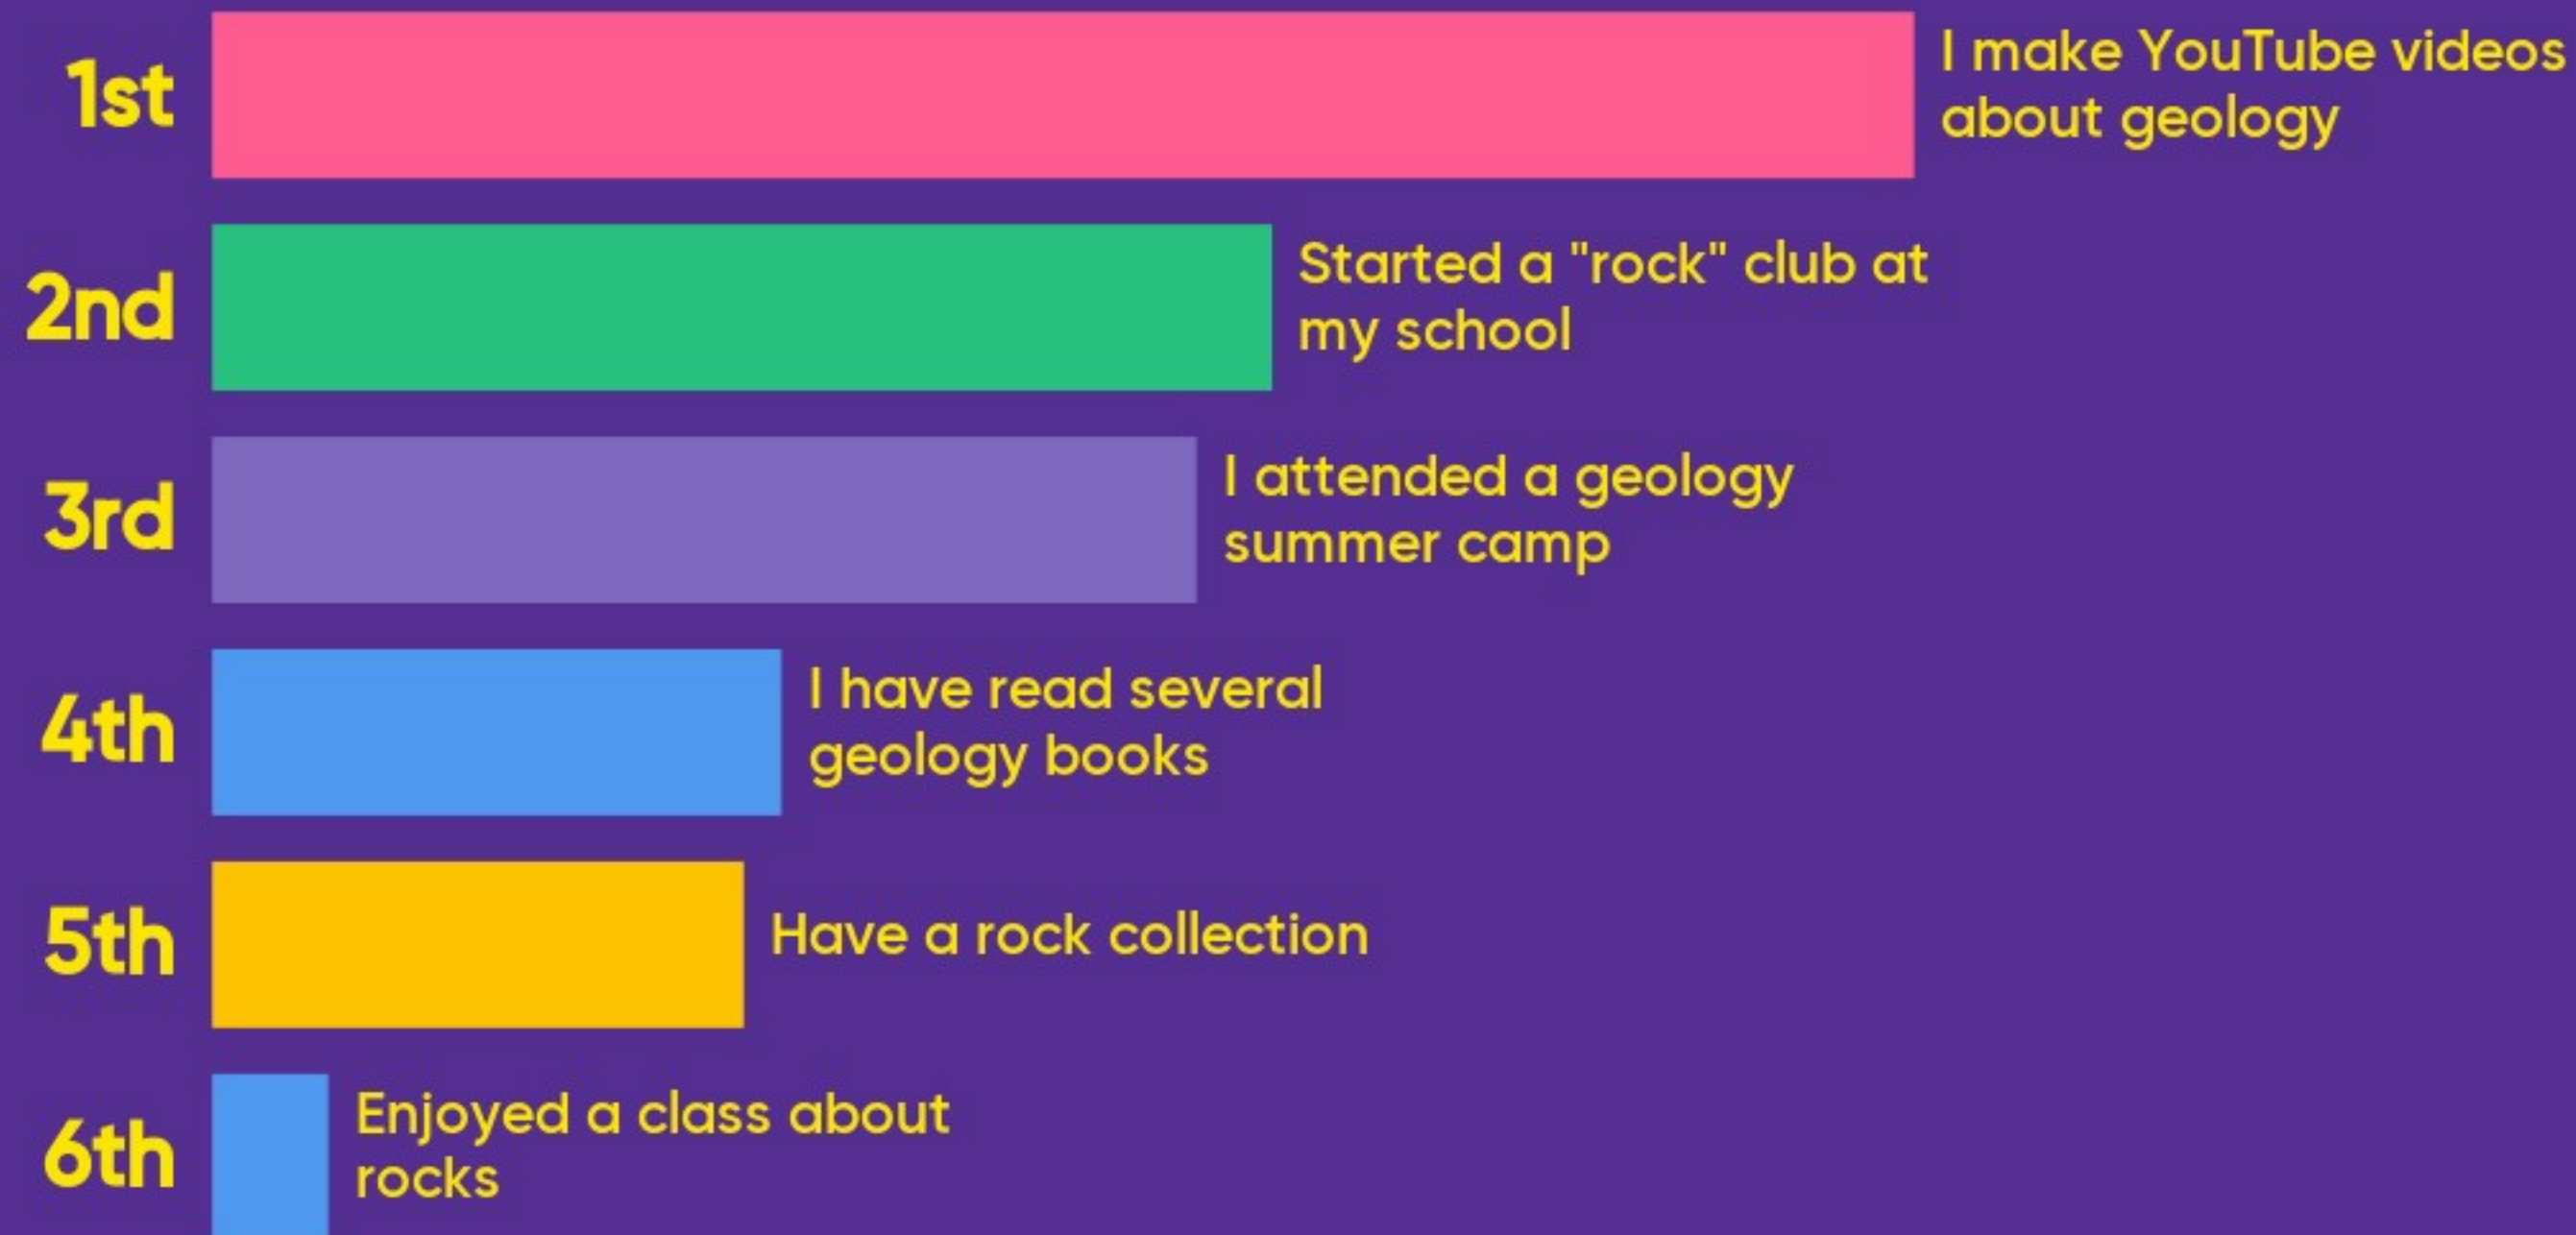 1st
I make YouTube videos
about geology
2nd
Started a "rock" club at
my school
3rd
I attended a geology
summer camp
4th
I have read several
geology books
5th
Have a rock collection
6th
Enjoyed a class about
rocks